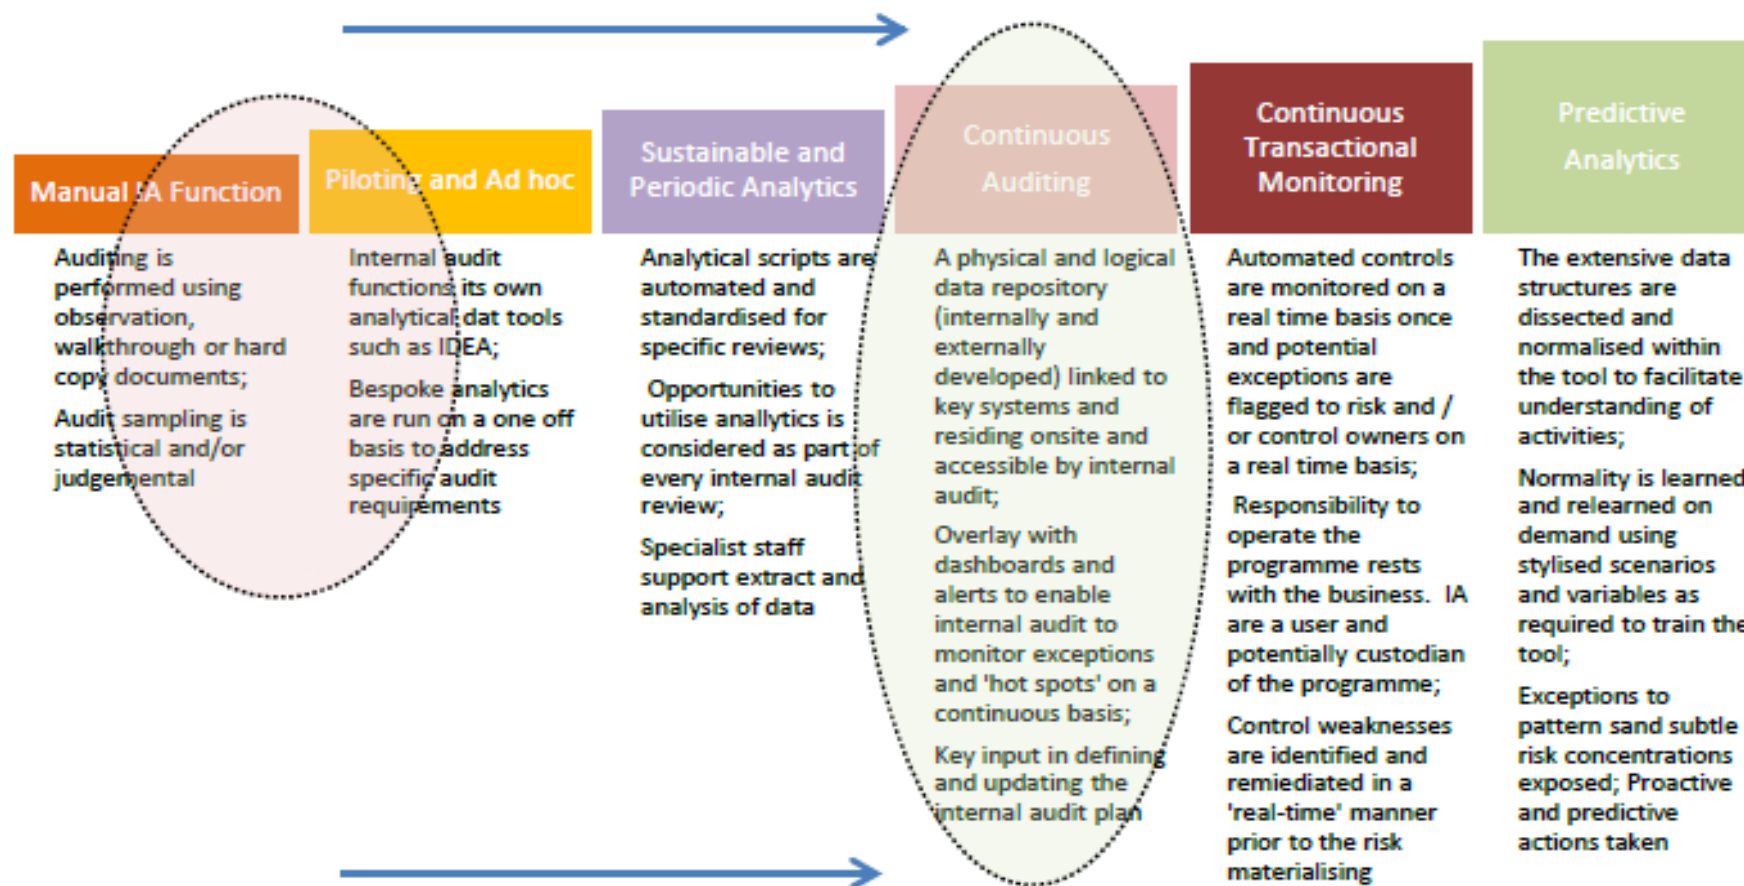 Manual IA Function
Auditing is
performed using
observation,
walkthrough or hard
copy documents;
Audit sampling is
statistical and/or
judgemental
Piloting and Ad hoc
Internal audit
functions its own
analytical dat tools
such as IDEA;
Bespoke analytics
are run on a one off
basis to address
specific audit
requirements
Sustainable and
Periodic Analytics
Analytical scripts are
automated and
standardised for
specific reviews;
Opportunities to
utilise anallytics is
considered as part of
every internal audit
review;
Specialist staff
support extract and
analysis of data
Continuous
Auditing
A physical and logical
data repository
(internally and
externally
developed) linked to
key systems and
residing onsite and
accessible by internal
audit;
Overlay with
dashboards and
alerts to enable
internal audit to
monitor exceptions
and 'hot spots' on a
continuous basis;
Key input in defining
and updating the
internal audit plan
Continuous
Transactional
Monitoring
Automated controls
are monitored on a
real time basis once
and potential
exceptions are
flagged to risk and /
or control owners on
a real time basis;
Responsibility to
operate the
programme rests
with the business. IA
are a user and
potentially custodian
of the programme;
Control weaknesses
are identified and
remiediated in a
'real-time' manner
prior to the risk
materialising
Predictive
Analytics
The extensive data
structures are
dissected and
normalised within
the tool to facilitate
understanding of
activities;
Normality is learned
and relearned on
demand using
stylised scenarios
and variables as
required to train the
tool;
Exceptions to
pattern sand subtle
risk concentrations
exposed; Proactive
and predictive
actions taken